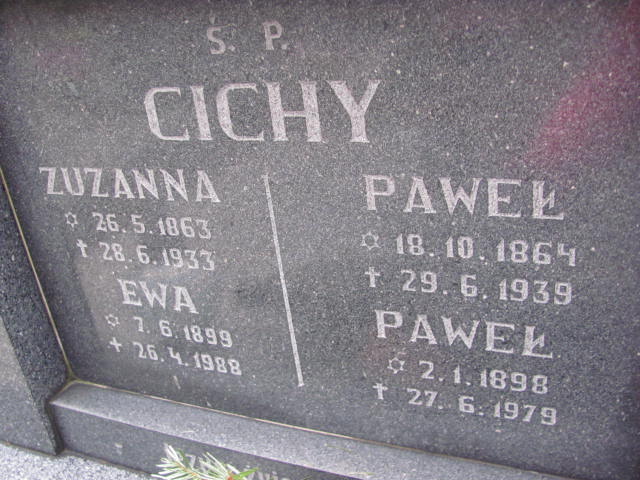 Ś. P.
CICHY
ZUZANNA
✡ 26.5.1863
† 28.6.1933
EWA
✡ 7.6.1899
† 26.4.1988
PAWEŁ
✡ 18.10.1864
† 29.6.1939
PAWEŁ
✡ 2.1.1898
† 27.6.1979